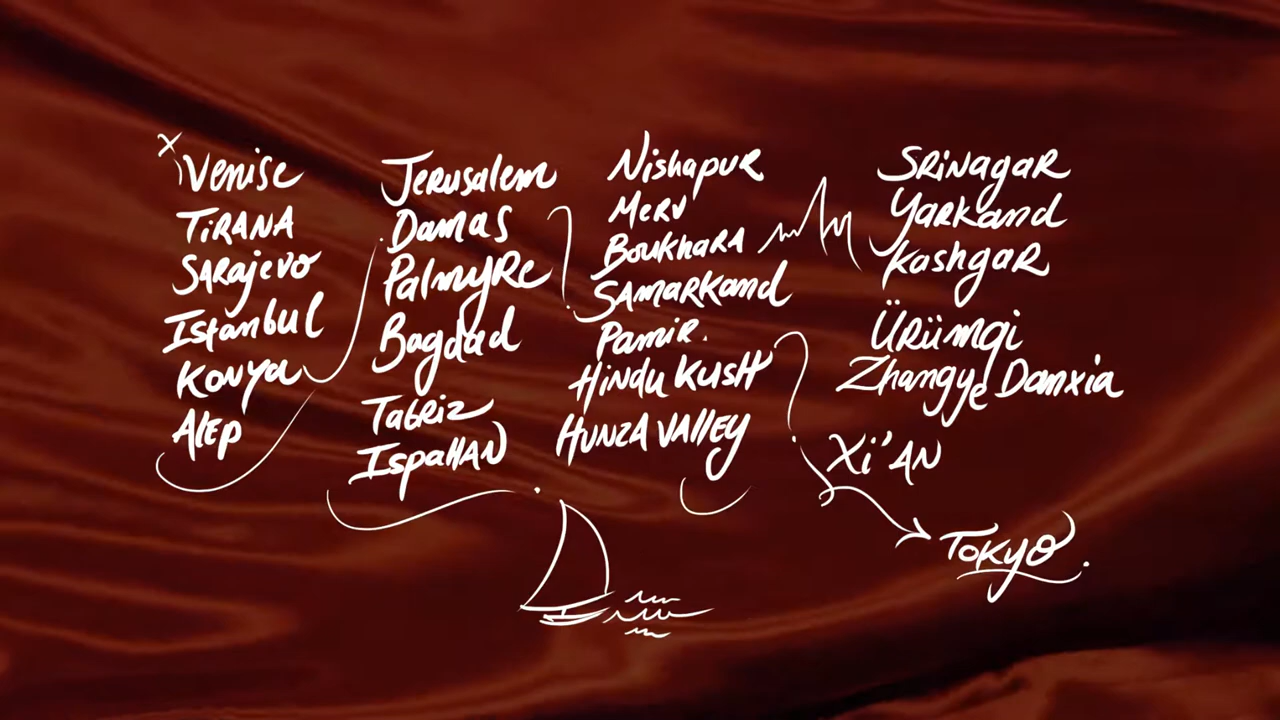 Venise
TiRANA
SARajevo
Istanbul
Konya
Alep
Jerusalem
Damas
Palmyre
Bagdad
Tabriz
IspaHAN
Nishapur
Merv
BoukhaRA
SAmarkand
Pamir.
Hindu KusH
HUNZA VAllEY
SRiNagaR
Yarkand
Kashgar
Ürümqi
Zhangye Danxia
Xi'AN
Tokyo.